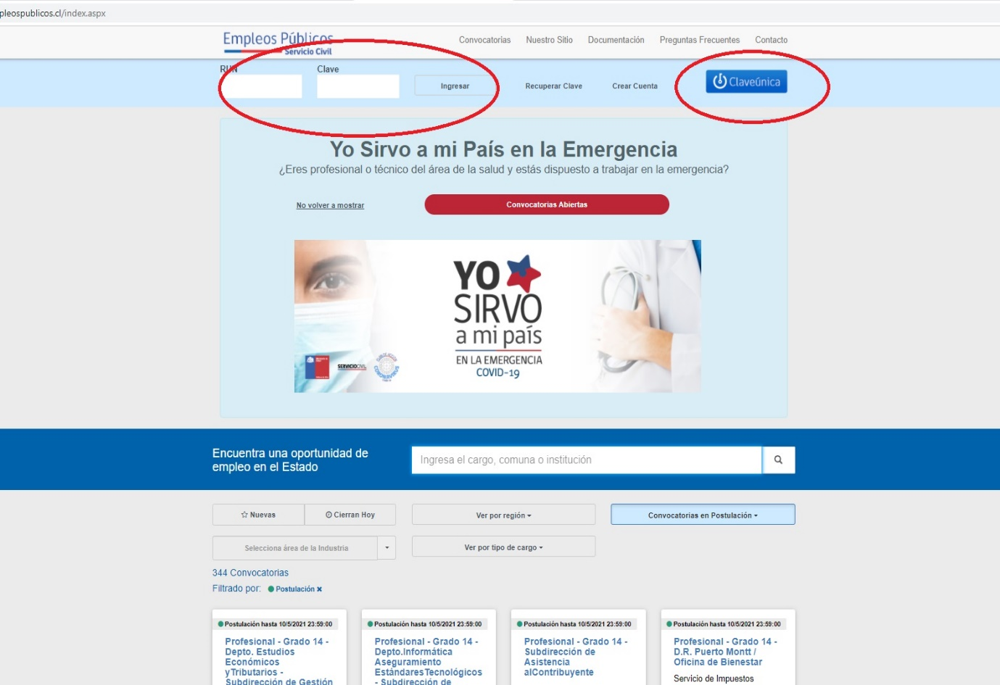 pleospublicos.cl/index.aspx
Empleos Públicos
Servicio Civil
Convocatorias Nuestro Sitio Documentación Preguntas Frecuentes Contacto
RUN Clave
Ingresar Recuperar Clave Crear Cuenta Claveúnica
Yo Sirvo a mi País en la Emergencia
¿Eres profesional o técnico del área de la salud y estás dispuesto a trabajar en la emergencia?
No volver a mostrar Convocatorias Abiertas
YO
SIRVO
a mi país
EN LA EMERGENCIA
COVID-19
SERVICIO CIVIL
CORONAVIRUS
Encuentra una oportunidad de
empleo en el Estado
Ingresa el cargo, comuna o institución
Nuevas Cierran Hoy Ver por región Convocatorias en Postulación
Selecciona área de la Industria Ver por tipo de cargo
344 Convocatorias
Filtrado por: Postulación ×
Postulación hasta 10/5/2021 23:59:00
Profesional - Grado 14 -
Depto. Estudios
Económicos
yTributarios -
Subdirección de Gestión
Postulación hasta 10/5/2021 23:59:00
Profesional - Grado 14 -
Depto.Informática
Aseguramiento
EstándaresTecnológicos
- Subdirección de
Postulación hasta 10/5/2021 23:59:00
Profesional - Grado 14 -
Subdirección de
Asistencia
alContribuyente
Postulación hasta 10/5/2021 23:59:00
Profesional - Grado 14 -
D.R. Puerto Montt /
Oficina de Bienestar
Servicio de Impuestos